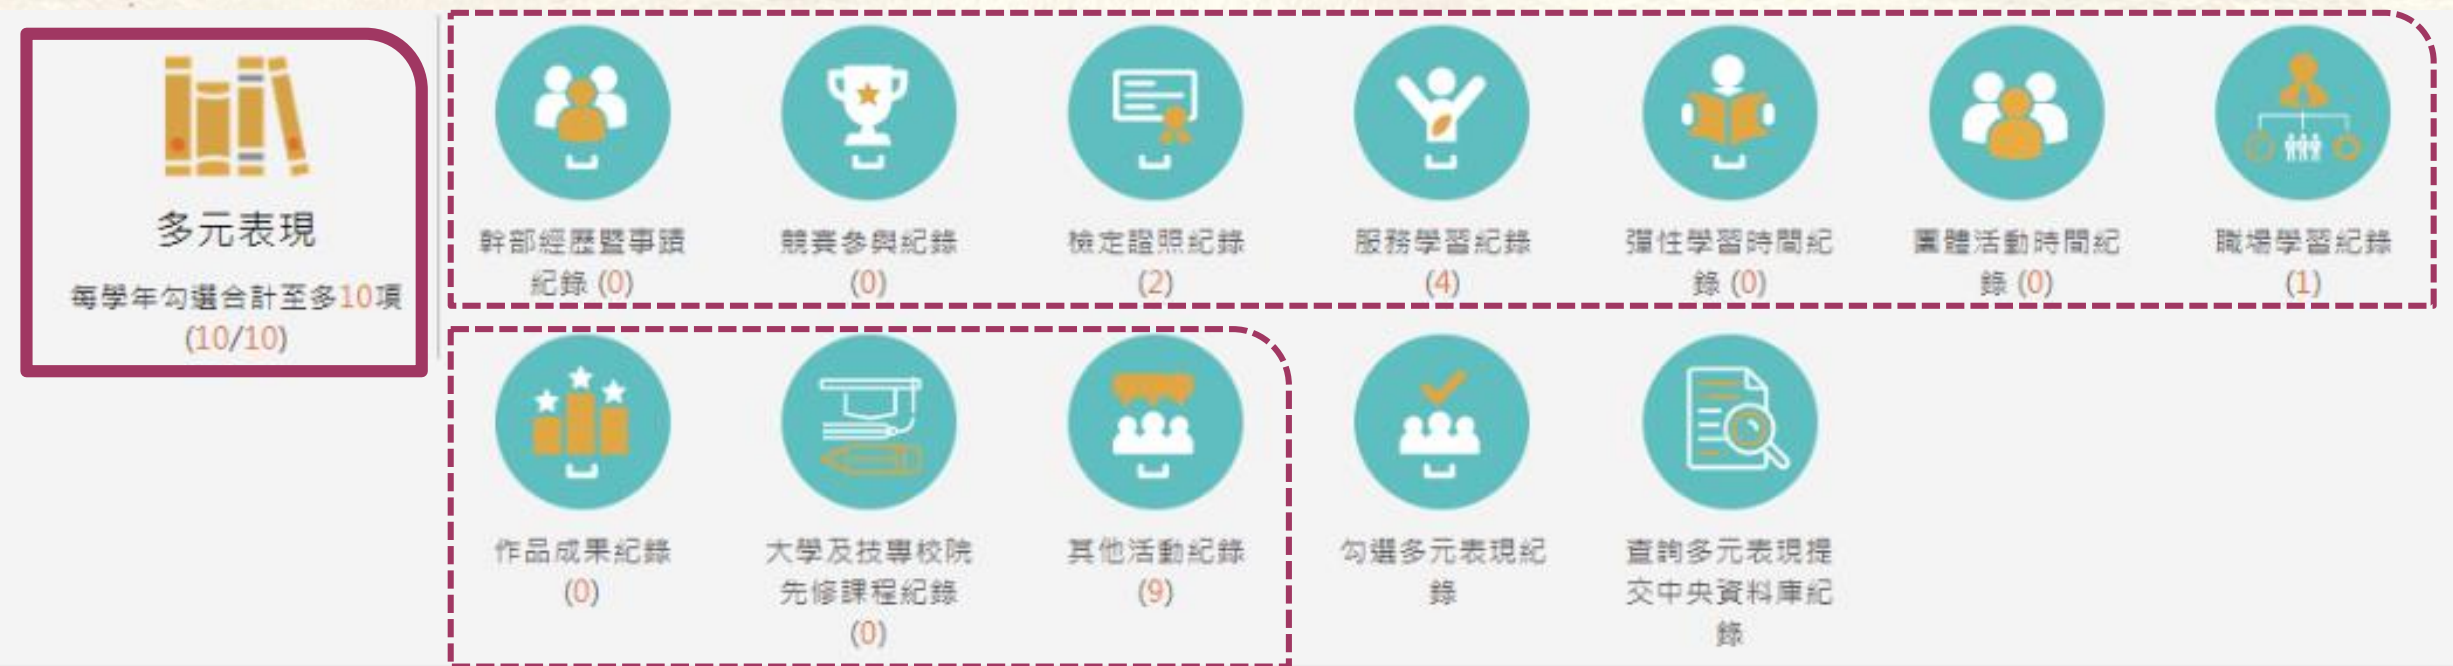 多元表現
每學年勾選合計至多10項
(10/10)
幹部經歷暨事蹟
紀錄 (0)
競賽參與紀錄
(0)
檢定證照紀錄
(2)
服務學習紀錄
(4)
彈性學習時間紀
錄 (0)
團體活動時間紀
錄 (0)
職場學習紀錄
(1)
作品成果紀錄
(0)
大學及技專校院
先修課程紀錄
(0)
其他活動紀錄
(9)
勾選多元表現紀
錄
查詢多元表現提
交中央資料庫紀
錄